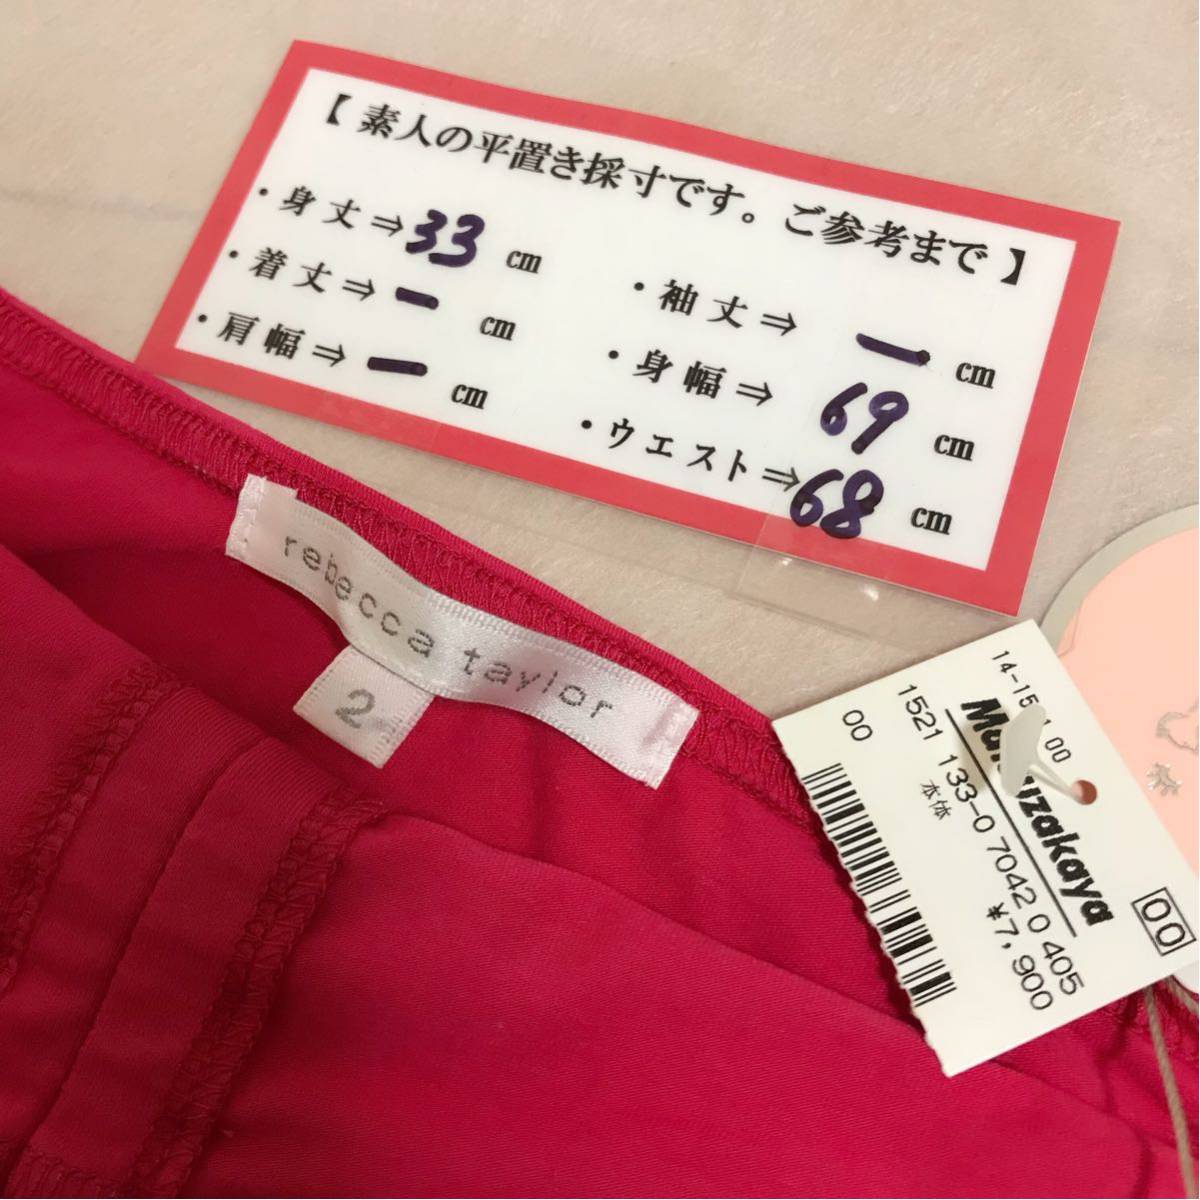 【 素人の平置き採寸です。ご参考まで 】
・身 丈⇒33 cm
・着 丈⇒ー cm
・肩 幅⇒ー cm
・袖 丈⇒ ー cm
・身 幅⇒ 69 cm
・ウエスト⇒68 cm
rebecca taylor
2
00
1521 133-0 7042 0 405
00
本体
¥7,900
00